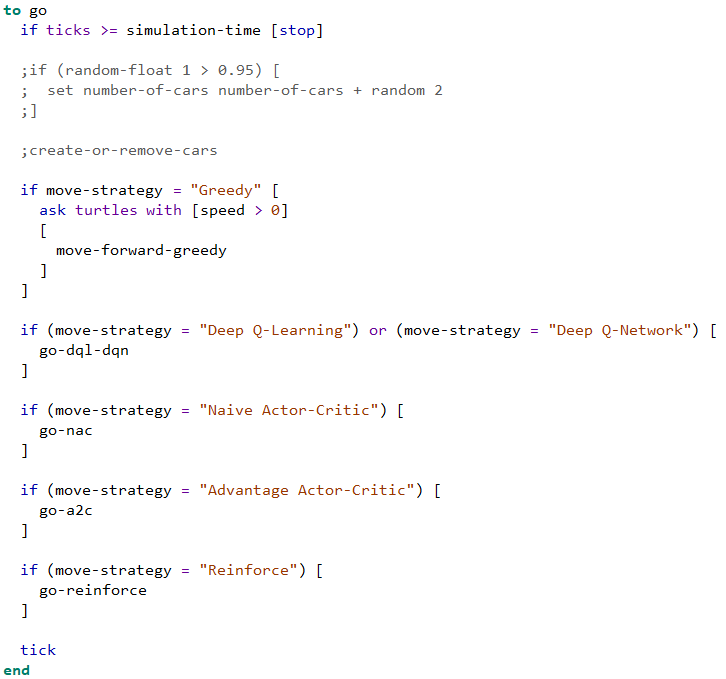 to go
  if ticks >= simulation-time [stop]

  ;if (random-float 1 > 0.95) [
  ;  set number-of-cars number-of-cars + random 2
  ;]

  ;create-or-remove-cars

  if move-strategy = "Greedy" [
    ask turtles with [speed > 0]
    [
      move-forward-greedy
    ]
  ]

  if (move-strategy = "Deep Q-Learning") or (move-strategy = "Deep Q-Network") [
    go-dql-dqn
  ]

  if (move-strategy = "Naive Actor-Critic") [
    go-nac
  ]

  if (move-strategy = "Advantage Actor-Critic") [
    go-a2c
  ]

  if (move-strategy = "Reinforce") [
    go-reinforce
  ]

  tick
end